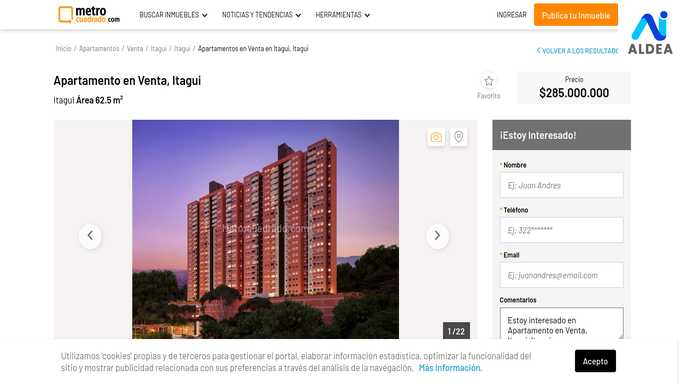 metro
cuadrado.com
BUSCAR INMUEBLES
NOTICIAS Y TENDENCIAS
HERRAMIENTAS
INGRESAR
Publica tu Inmueble
ALDEA
Inicio / Apartamentos / Venta / Itagui / Itagui / Apartamentos en Venta en Itagui, Itagui
VOLVER A LOS RESULTADO
Apartamento en Venta, Itagui
Itagui Área 62.5 m²
Favorito
Precio
$285.000.000
¡Estoy Interesado!
* Nombre
Ej: Juan Andres
* Teléfono
Ej: 322*******
* Email
Ej: juanandres@email.com
Comentarios
Estoy interesado en
Apartamento en Venta,
metrocuadrado.com
1 /22
Utilizamos 'cookies' propias y de terceros para gestionar el portal, elaborar información estadística, optimizar la funcionalidad del
sitio y mostrar publicidad relacionada con sus preferencias a través del análisis de la navegación. Más información.
Acepto